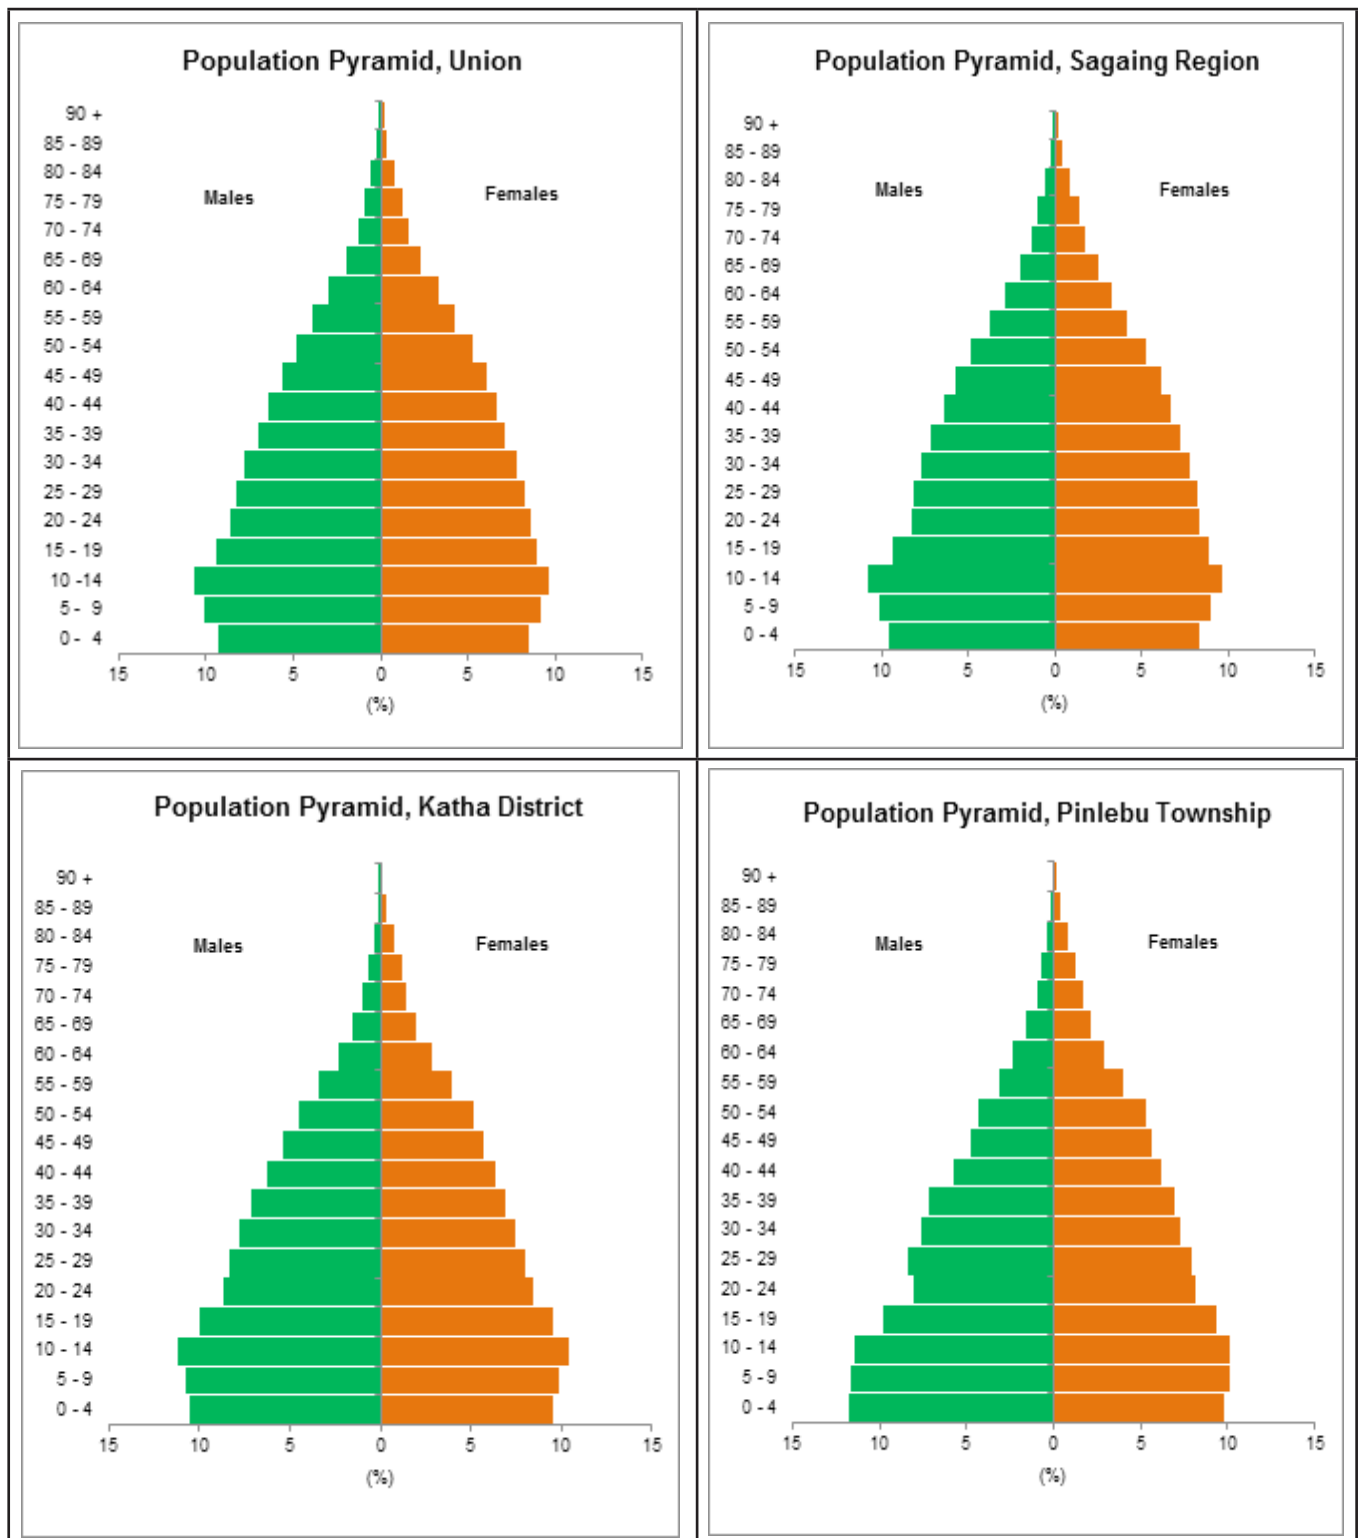 Population Pyramid, Union
90 +
85 - 89
80 - 84
Males
Females
75 - 79
70 - 74
65 - 69
60 - 64
55 - 59
50 - 54
45 - 49
40 - 44
35 - 39
30 - 34
25 - 29
20 - 24
15 - 19
10 -14
5 - 9
0 - 4
15 10 5 0 5 10 15
(%)
Population Pyramid, Sagaing Region
90 +
85 - 89
80 - 84
Males
Females
75 - 79
70 - 74
65 - 69
60 - 64
55 - 59
50 - 54
45 - 49
40 - 44
35 - 39
30 - 34
25 - 29
20 - 24
15 - 19
10 - 14
5 - 9
0 - 4
15 10 5 0 5 10 15
(%)
Population Pyramid, Katha District
90 +
85 - 89
80 - 84
Males
Females
75 - 79
70 - 74
65 - 69
60 - 64
55 - 59
50 - 54
45 - 49
40 - 44
35 - 39
30 - 34
25 - 29
20 - 24
15 - 19
10 - 14
5 - 9
0 - 4
15 10 5 0 5 10 15
(%)
Population Pyramid, Pinlebu Township
90 +
85 - 89
80 - 84
Males
Females
75 - 79
70 - 74
65 - 69
60 - 64
55 - 59
50 - 54
45 - 49
40 - 44
35 - 39
30 - 34
25 - 29
20 - 24
15 - 19
10 - 14
5 - 9
0 - 4
15 10 5 0 5 10 15
(%)